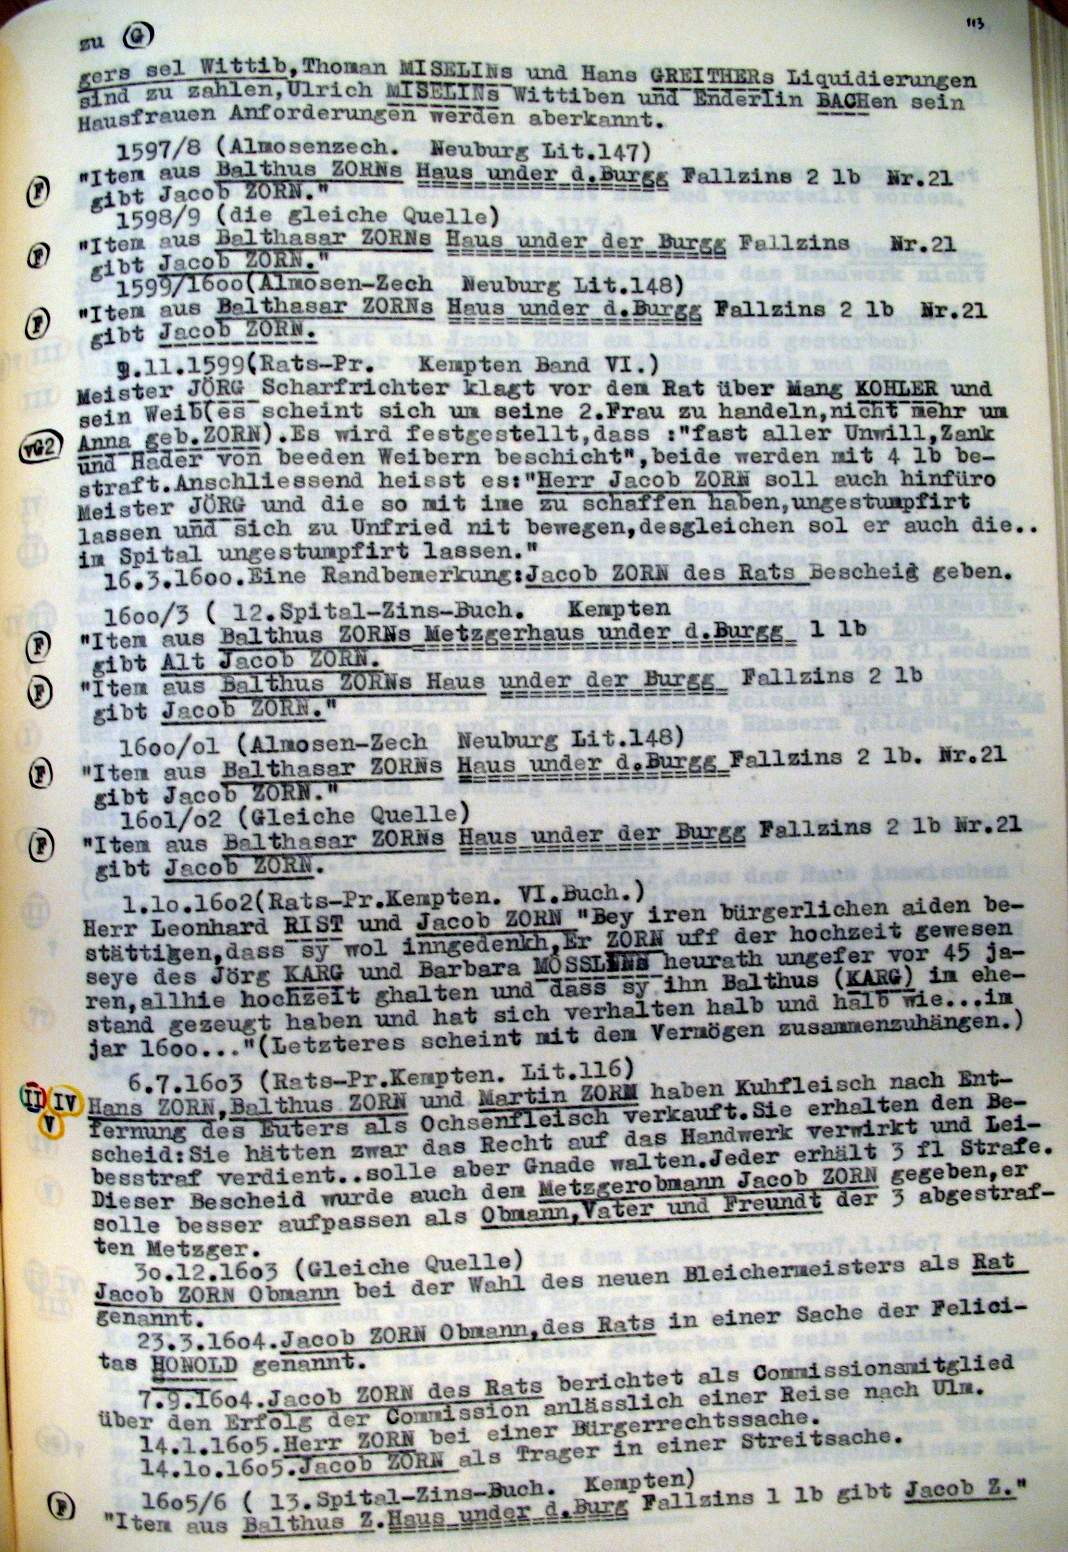 113
zu G
gers sel Wittib,Thoman MISELINs und Hans GREITHERs Liquidierungen
sind zu zahlen,Ulrich MISELINs Wittiben und Enderlin BACHen sein
Hausfrauen Anforderungen werden aberkannt.
1597/8 (Almosenzech. Neuburg Lit.147)
F "Item aus Balthus ZORNs Haus under d.Burgg Fallzins 2 lb Nr.21
gibt Jacob ZORN."
1598/9 (die gleiche Quelle)
F "Item aus Balthasar ZORNs Haus under der Burgg Fallzins Nr.21
gibt Jacob ZORN."
1599/1600(Almosen-Zech Neuburg Lit.148)
F "Item aus Balthasar ZORNs Haus under d.Burgg Fallzins 2 lb Nr.21
gibt Jacob ZORN.
9.11.1599(Rats-Pr. Kempten Band VI.)
Meister JÖRG Scharfrichter klagt vor dem Rat über Mang KOHLER und
sein Weib(es scheint sich um seine 2.Frau zu handeln,nicht mehr um
vG2 Anna geb.ZORN).Es wird festgestellt,dass :"fast aller Unwill,Zank
und Hader von beeden Weibern beschicht",beide werden mit 4 lb be-
straft.Anschliessend heisst es:"Herr Jacob ZORN soll auch hinfüro
Meister JÖRG und die so mit ime zu schaffen haben,ungestumpfirt
lassen und sich zu Unfried nit bewegen,desgleichen sol er auch die..
im Spital ungestumpfirt lassen."
16.3.1600.Eine Randbemerkung:Jacob ZORN des Rats Bescheid geben.
1600/3 ( 12.Spital-Zins-Buch. Kempten
F "Item aus Balthus ZORNs Metzgerhaus under d.Burgg 1 lb
gibt Alt Jacob ZORN.
F "Item aus Balthus ZORNs Haus under der Burgg Fallzins 2 lb
gibt Jacob ZORN."
1600/01 (Almosen-Zech Neuburg Lit.148)
F "Item aus Balthasar ZORNs Haus under d.Burgg Fallzins 2 lb. Nr.21
gibt Jacob ZORN."
1601/02 (Gleiche Quelle)
F "Item aus Balthasar ZORNs Haus under der Burgg Fallzins 2 lb Nr.21
gibt Jacob ZORN.
1.10.1602(Rats-Pr.Kempten. VI.Buch.)
Herr Leonhard RIST und Jacob ZORN "Bey iren bürgerlichen aiden be-
stättigen,dass sy wol inngedenkh,Er ZORN uff der hochzeit gewesen
seye des Jörg KARG und Barbara MÖSSLINS heurath ungefer vor 45 ja-
ren,allhie hochzeit ghalten und dass sy ihn Balthus (KARG) im ehe-
stand gezeugt haben und hat sich verhalten halb und halb wie...im
jar 1600..."(Letzteres scheint mit dem Vermögen zusammenzuhängen.)
6.7.1603 (Rats-Pr.Kempten. Lit.116)
II IV V Hans ZORN,Balthus ZORN und Martin ZORN haben Kuhfleisch nach Ent-
fernung des Euters als Ochsenfleisch verkauft.Sie erhalten den Be-
scheid:Sie hätten zwar das Recht auf das Handwerk verwirkt und Lei-
besstraf verdient..solle aber Gnade walten.Jeder erhält 3 fl Strafe.
Dieser Bescheid wurde auch dem Metzgerobmann Jacob ZORN gegeben,er
solle besser aufpassen als Obmann,Vater und Freundt der 3 abgestraf-
ten Metzger.
30.12.1603 (Gleiche Quelle)
Jacob ZORN Obmann bei der Wahl des neuen Bleichermeisters als Rat
genannt.
23.3.1604.Jacob ZORN Obmann,des Rats in einer Sache der Felici-
tas HONOLD genannt.
7.9.1604.Jacob ZORN des Rats berichtet als Commissionsmitglied
über den Erfolg der Commission anlässlich einer Reise nach Ulm.
14.1.1605.Herr ZORN bei einer Bürgerrechtssache.
14.10.1605.Jacob ZORN als Trager in einer Streitsache.
1605/6 ( 13.Spital-Zins-Buch. Kempten)
F "Item aus Balthus Z.Haus under d.Burg Fallzins 1 lb gibt Jacob Z."